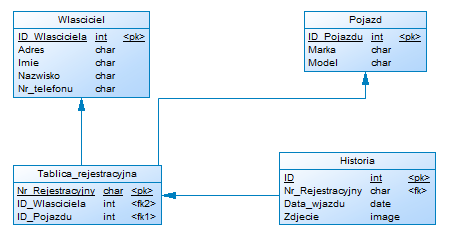 Wlasciciel
ID_Wlasciciela int <pk>
Adres char
Imie char
Nazwisko char
Nr_telefonu char
Pojazd
ID_Pojazdu int <pk>
Marka char
Model char
Tablica_rejestracyjna
Nr_Rejestracyjny char <pk>
ID_Wlasciciela int <fk2>
ID_Pojazdu int <fk1>
Historia
ID int <pk>
Nr_Rejestracyjny char <fk>
Data_wjazdu date
Zdjecie image